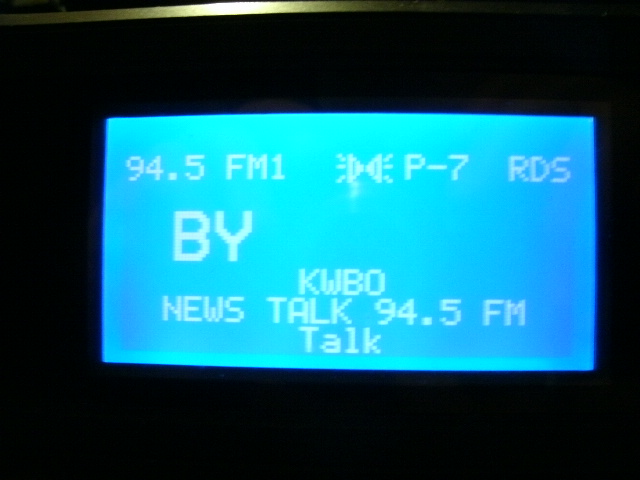 94.5 FM1 P-7 RDS
BY
KWBO
NEWS TALK 94.5 FM
Talk